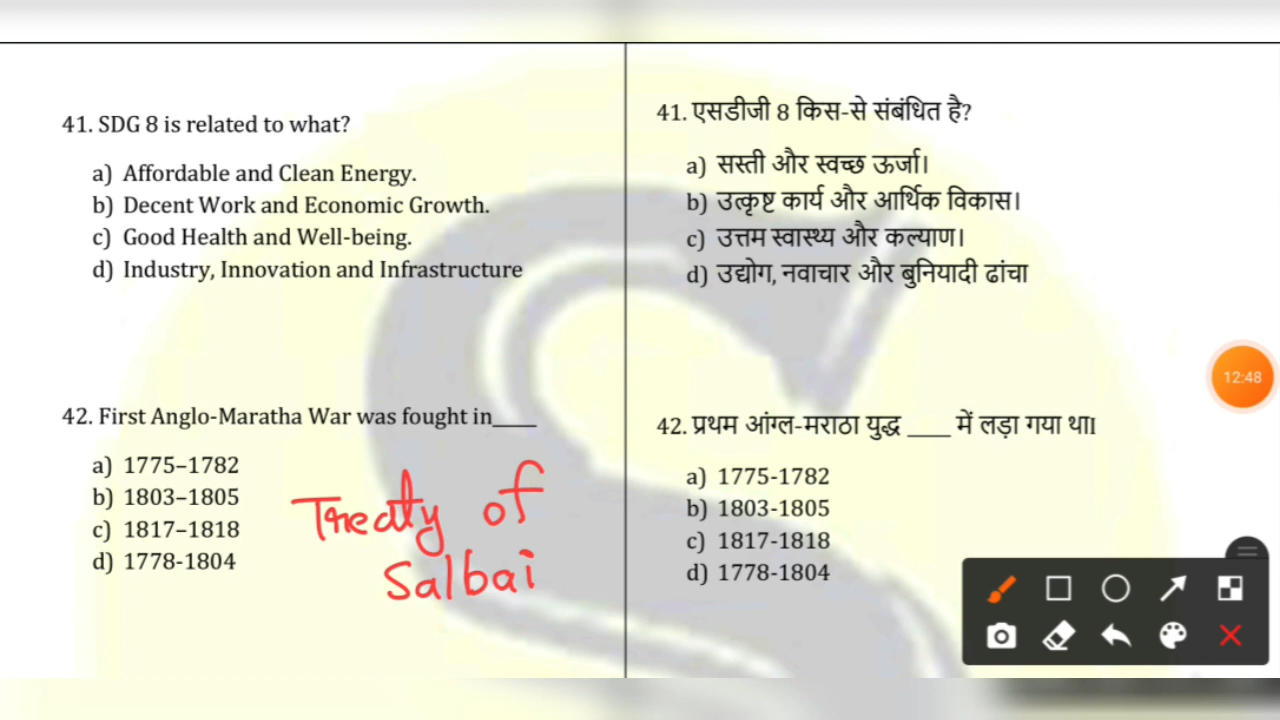 41. SDG 8 is related to what?
a) Affordable and Clean Energy.
b) Decent Work and Economic Growth.
c) Good Health and Well-being.
d) Industry, Innovation and Infrastructure
42. First Anglo-Maratha War was fought in____
a) 1775–1782
b) 1803–1805
c) 1817–1818
d) 1778-1804
Treaty of
Salbai
41. एसडीजी 8 किस-से संबंधित है?
a) सस्ती और स्वच्छ ऊर्जा।
b) उत्कृष्ट कार्य और आर्थिक विकास।
c) उत्तम स्वास्थ्य और कल्याण।
d) उद्योग, नवाचार और बुनियादी ढांचा
42. प्रथम आंग्ल-मराठा युद्ध ____ में लड़ा गया था।
a) 1775-1782
b) 1803-1805
c) 1817-1818
d) 1778-1804
12:48